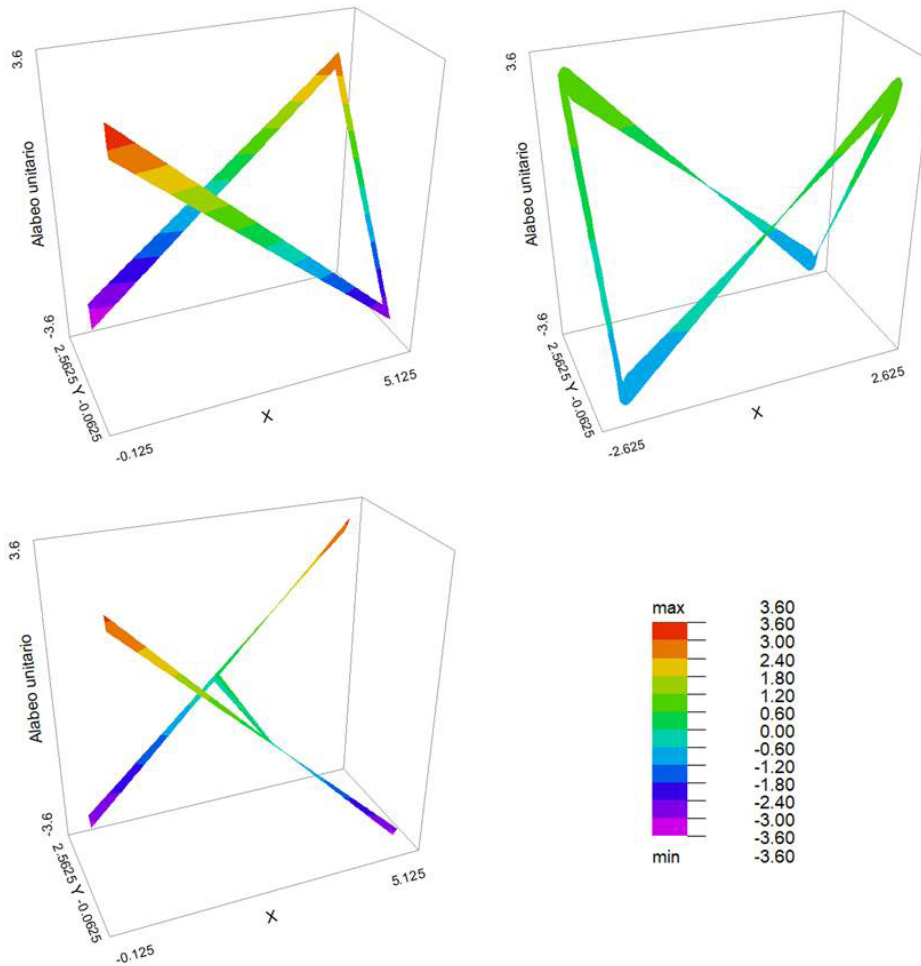 3.6
Alabeo unitario
-3.6
2.5625 Y -0.0625
-0.125
X
5.125
3.6
Alabeo unitario
-3.6
2.5625 Y -0.0625
-2.625
X
2.625
3.6
Alabeo unitario
-3.6
2.5625 Y -0.0625
-0.125
X
5.125
max 3.60
3.60
3.00
2.40
1.80
1.20
0.60
0.00
-0.60
-1.20
-1.80
-2.40
-3.00
-3.60
min -3.60